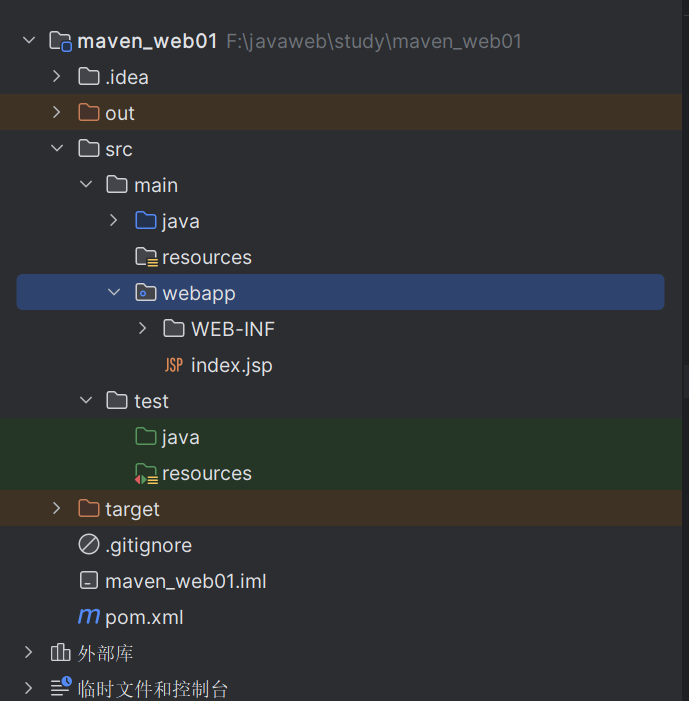 maven_web01 F:\javaweb\study\maven_web01
.idea
out
src
main
java
resources
webapp
WEB-INF
JSP index.jsp
test
java
resources
target
.gitignore
maven_web01.iml
m pom.xml
外部库
临时文件和控制台